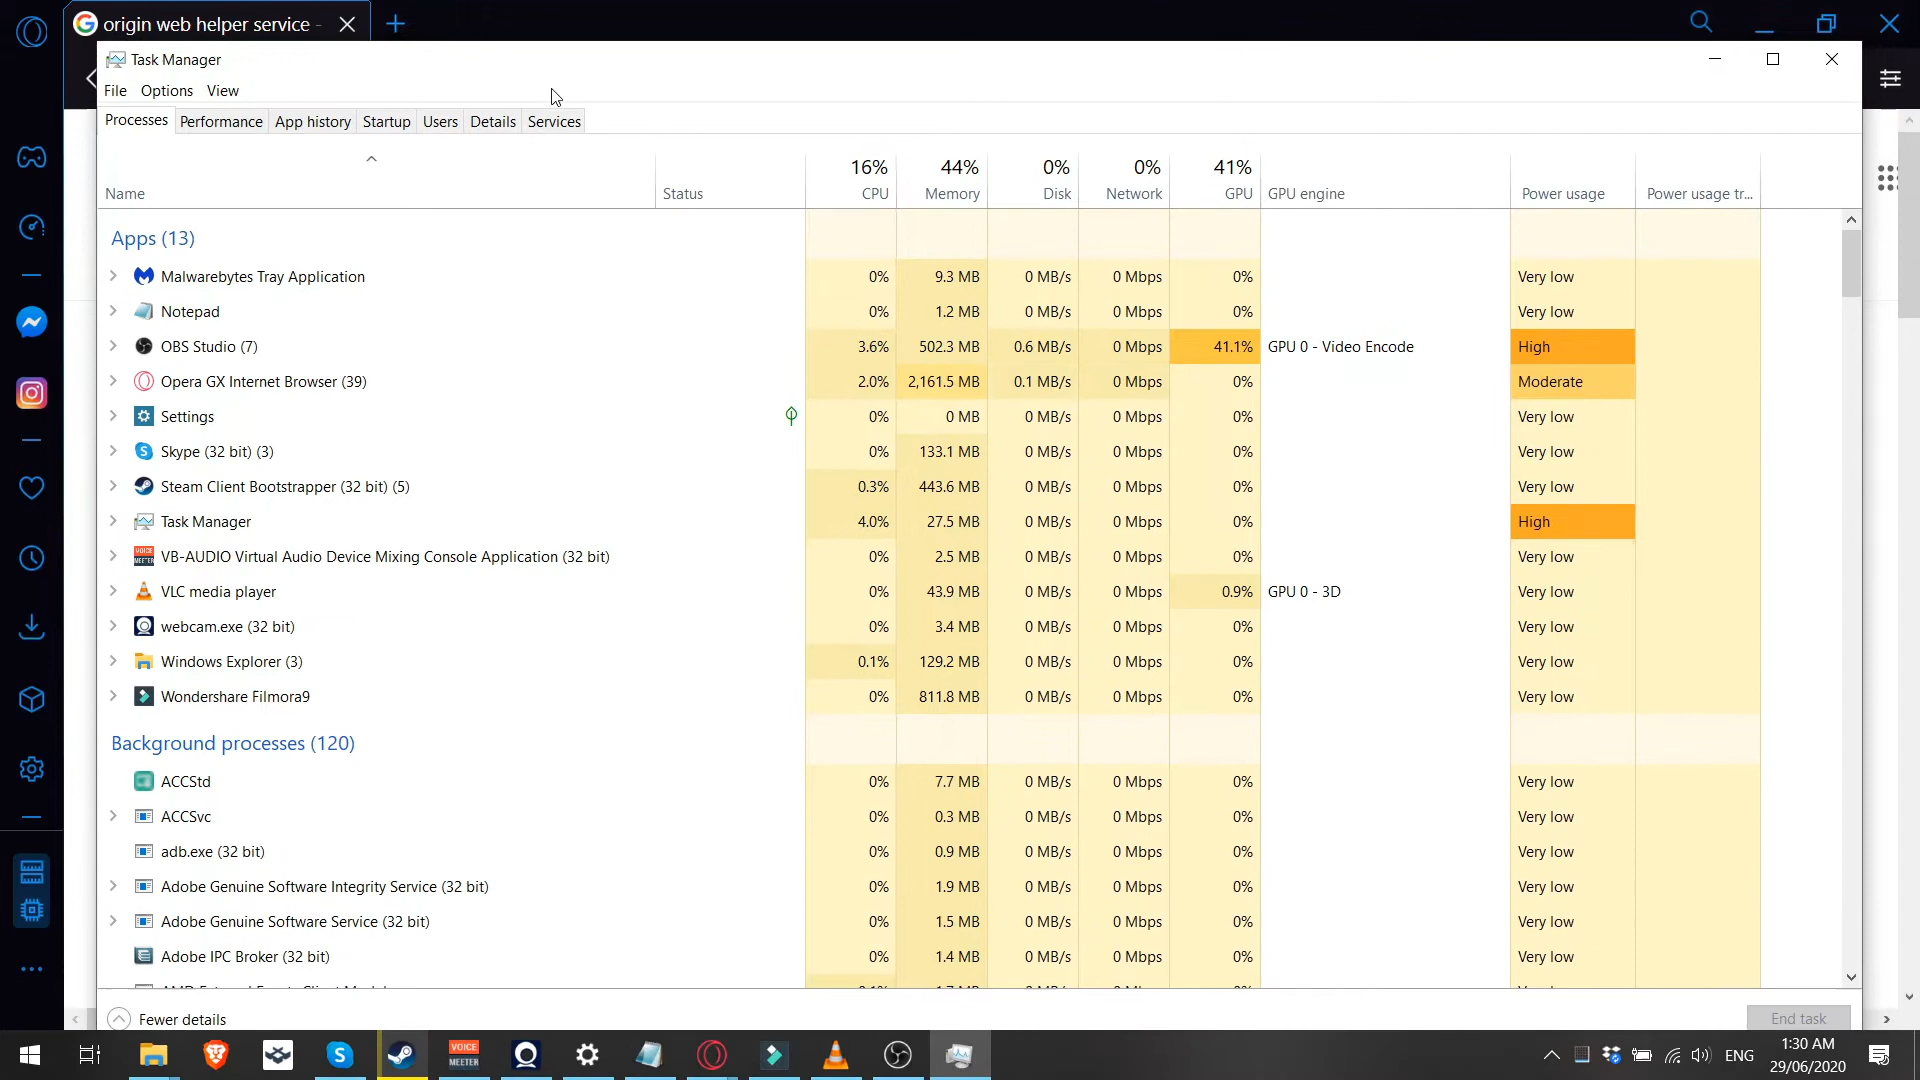 origin web helper service -
Task Manager
File Options View
Processes Performance App history Startup Users Details Services
16% 44% 0% 0% 41%
Name Status CPU Memory Disk Network GPU GPU engine Power usage Power usage tr...
Apps (13)
Malwarebytes Tray Application 0% 9.3 MB 0 MB/s 0 Mbps 0% Very low
Notepad 0% 1.2 MB 0 MB/s 0 Mbps 0% Very low
OBS Studio (7) 3.6% 502.3 MB 0.6 MB/s 0 Mbps 41.1% GPU 0 - Video Encode High
Opera GX Internet Browser (39) 2.0% 2,161.5 MB 0.1 MB/s 0 Mbps 0% Moderate
Settings 0% 0 MB 0 MB/s 0 Mbps 0% Very low
Skype (32 bit) (3) 0% 133.1 MB 0 MB/s 0 Mbps 0% Very low
Steam Client Bootstrapper (32 bit) (5) 0.3% 443.6 MB 0 MB/s 0 Mbps 0% Very low
Task Manager 4.0% 27.5 MB 0 MB/s 0 Mbps 0% High
VB-AUDIO Virtual Audio Device Mixing Console Application (32 bit) 0% 2.5 MB 0 MB/s 0 Mbps 0% Very low
VLC media player 0% 43.9 MB 0 MB/s 0 Mbps 0.9% GPU 0 - 3D Very low
webcam.exe (32 bit) 0% 3.4 MB 0 MB/s 0 Mbps 0% Very low
Windows Explorer (3) 0.1% 129.2 MB 0 MB/s 0 Mbps 0% Very low
Wondershare Filmora9 0% 811.8 MB 0 MB/s 0 Mbps 0% Very low
Background processes (120)
ACCStd 0% 7.7 MB 0 MB/s 0 Mbps 0% Very low
ACCSvc 0% 0.3 MB 0 MB/s 0 Mbps 0% Very low
adb.exe (32 bit) 0% 0.9 MB 0 MB/s 0 Mbps 0% Very low
Adobe Genuine Software Integrity Service (32 bit) 0% 1.9 MB 0 MB/s 0 Mbps 0% Very low
Adobe Genuine Software Service (32 bit) 0% 1.5 MB 0 MB/s 0 Mbps 0% Very low
Adobe IPC Broker (32 bit) 0% 1.4 MB 0 MB/s 0 Mbps 0% Very low
Fewer details End task
VOICE
MEETER
ENG
1:30 AM
29/06/2020